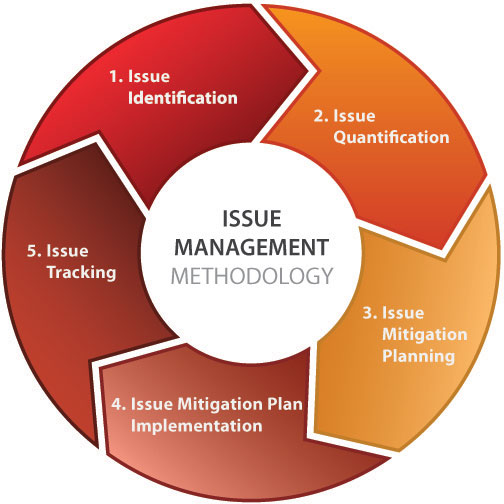 1. Issue
Identification
2. Issue
Quantification
3. Issue
Mitigation
Planning
4. Issue Mitigation Plan
Implementation
5. Issue
Tracking
ISSUE
MANAGEMENT
METHODOLOGY